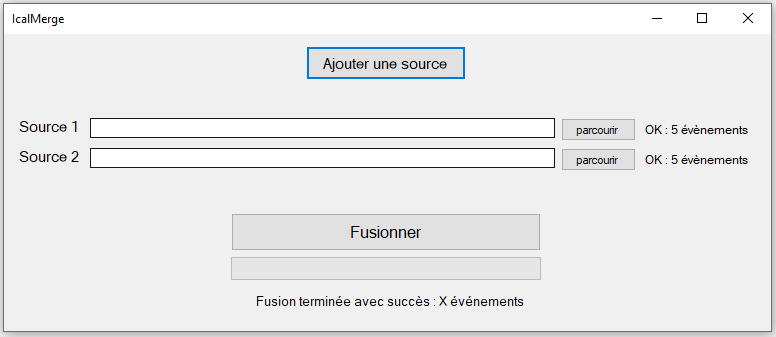 IcalMerge
Ajouter une source
Source 1 parcourir OK : 5 évènements
Source 2 parcourir OK : 5 évènements
Fusionner
Fusion terminée avec succès : X événements